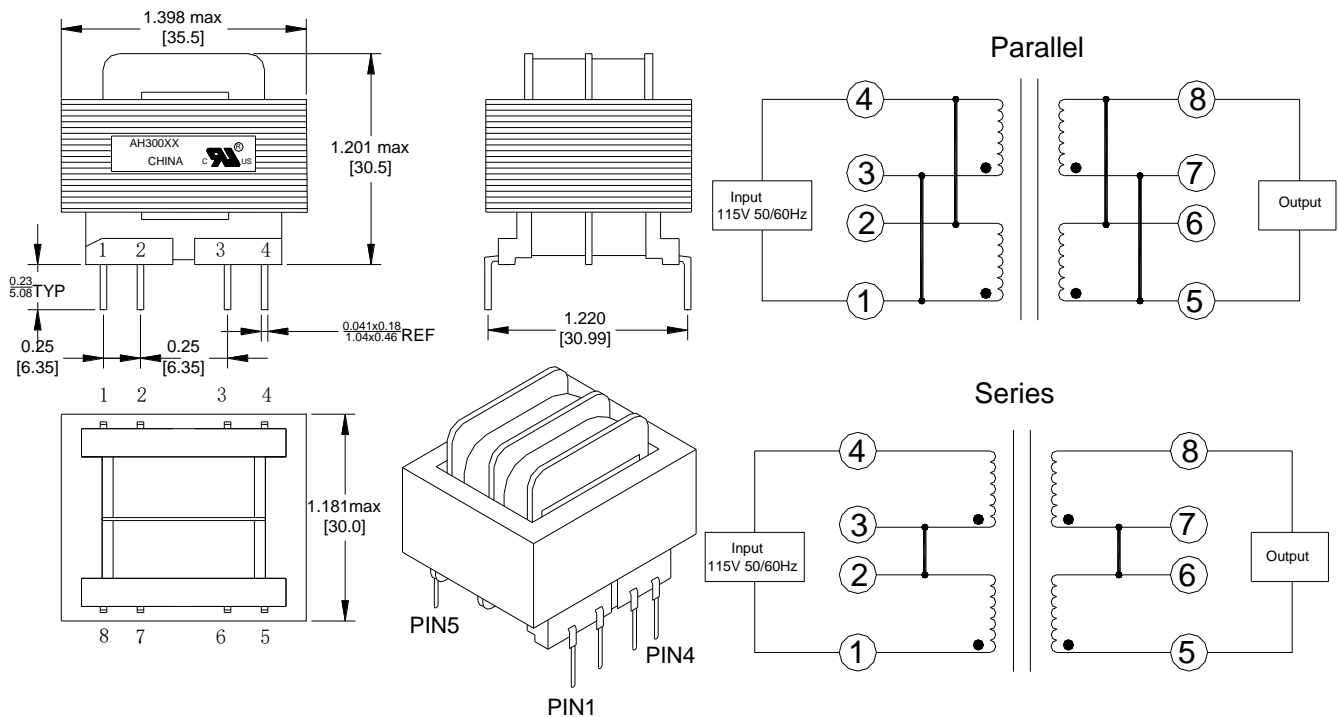 1.398 max
[35.5]
AH300XX
CHINA
C
US
®
1.201 max
[30.5]
1 2 3 4
0.23
5.08
TYP
0.25
[6.35]
0.25
[6.35]
0.041x0.18
1.04x0.46
REF
1.220
[30.99]
1 2 3 4
1.181max
[30.0]
8 7 6 5
PIN5
PIN4
PIN1
Parallel
4
3
2
1
Input
115V 50/60Hz
8
7
6
5
Output
Series
4
3
2
1
Input
115V 50/60Hz
8
7
6
5
Output